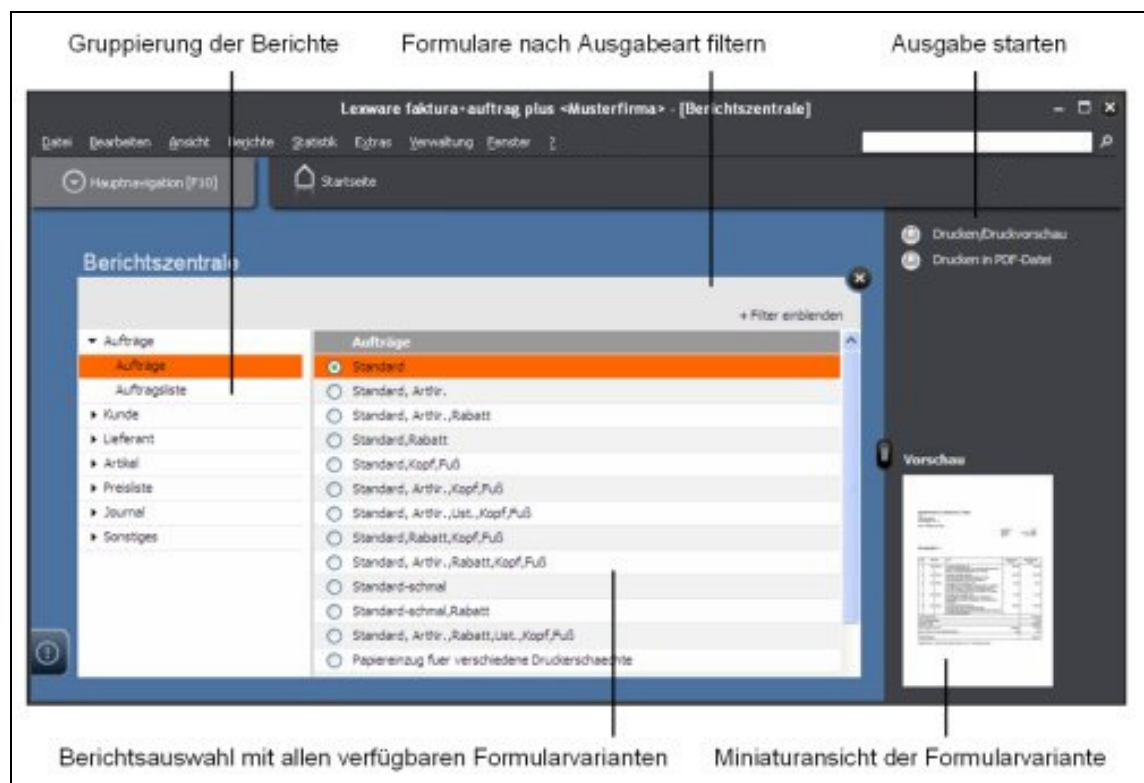 Gruppierung der Berichte
Formulare nach Ausgabeart filtern
Ausgabe starten
Lexware faktura+auftrag plus <Musterfirma> - [Berichtszentrale]
Datei Bearbeiten Ansicht Berichte Statistik Extras Verwaltung Fenster ?
Hauptnavigation [F10]
Startseite
Drucken/Druckvorschau
Drucken in PDF-Datei
Berichtszentrale
+ Filter einblenden
Aufträge
Aufträge
Auftragsliste
Kunde
Lieferant
Artikel
Preisliste
Journal
Sonstiges
Aufträge
Standard
Standard, ArtNr.
Standard, ArtNr.,Rabatt
Standard,Rabatt
Standard,Kopf,Fuß
Standard, ArtNr.,Kopf,Fuß
Standard, ArtNr.,Ust.,Kopf,Fuß
Standard,Rabatt,Kopf,Fuß
Standard, ArtNr.,Rabatt,Kopf,Fuß
Standard-schmal
Standard-schmal,Rabatt
Standard, ArtNr.,Rabatt,Ust.,Kopf,Fuß
Papiereinzug fuer verschiedene Druckerschaechte
Vorschau
Berichtsauswahl mit allen verfügbaren Formularvarianten
Miniaturansicht der Formularvariante